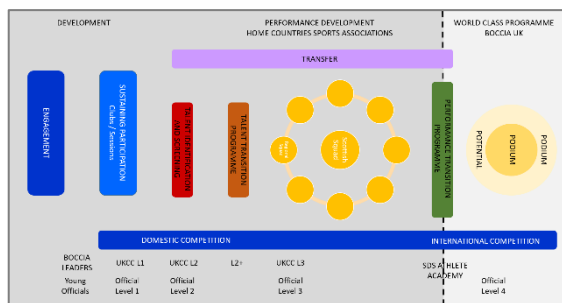 DEVELOPMENT
PERFORMANCE DEVELOPMENT
HOME COUNTRIES SPORTS ASSOCIATIONS
WORLD CLASS PROGRAMME
BOCCIA UK
TRANSFER
ENGAGEMENT
SUSTAINING PARTICIPATION
Clubs / Sessions
TALENT IDENTIFICATION
AND SCREENING
TALENT TRANSITION
PROGRAMME
Scottish
Squad
PERFORMANCE TRANSITION
PROGRAMME
POTENTIAL
PODIUM
PODIUM
DOMESTIC COMPETITION
INTERNATIONAL COMPETITION
BOCCIA
LEADERS
UKCC L1
UKCC L2
L2+
UKCC L3
SDS ATHLETE
ACADEMY
Young
Officials
Official
Level 1
Official
Level 2
Official
Level 3
Official
Level 4